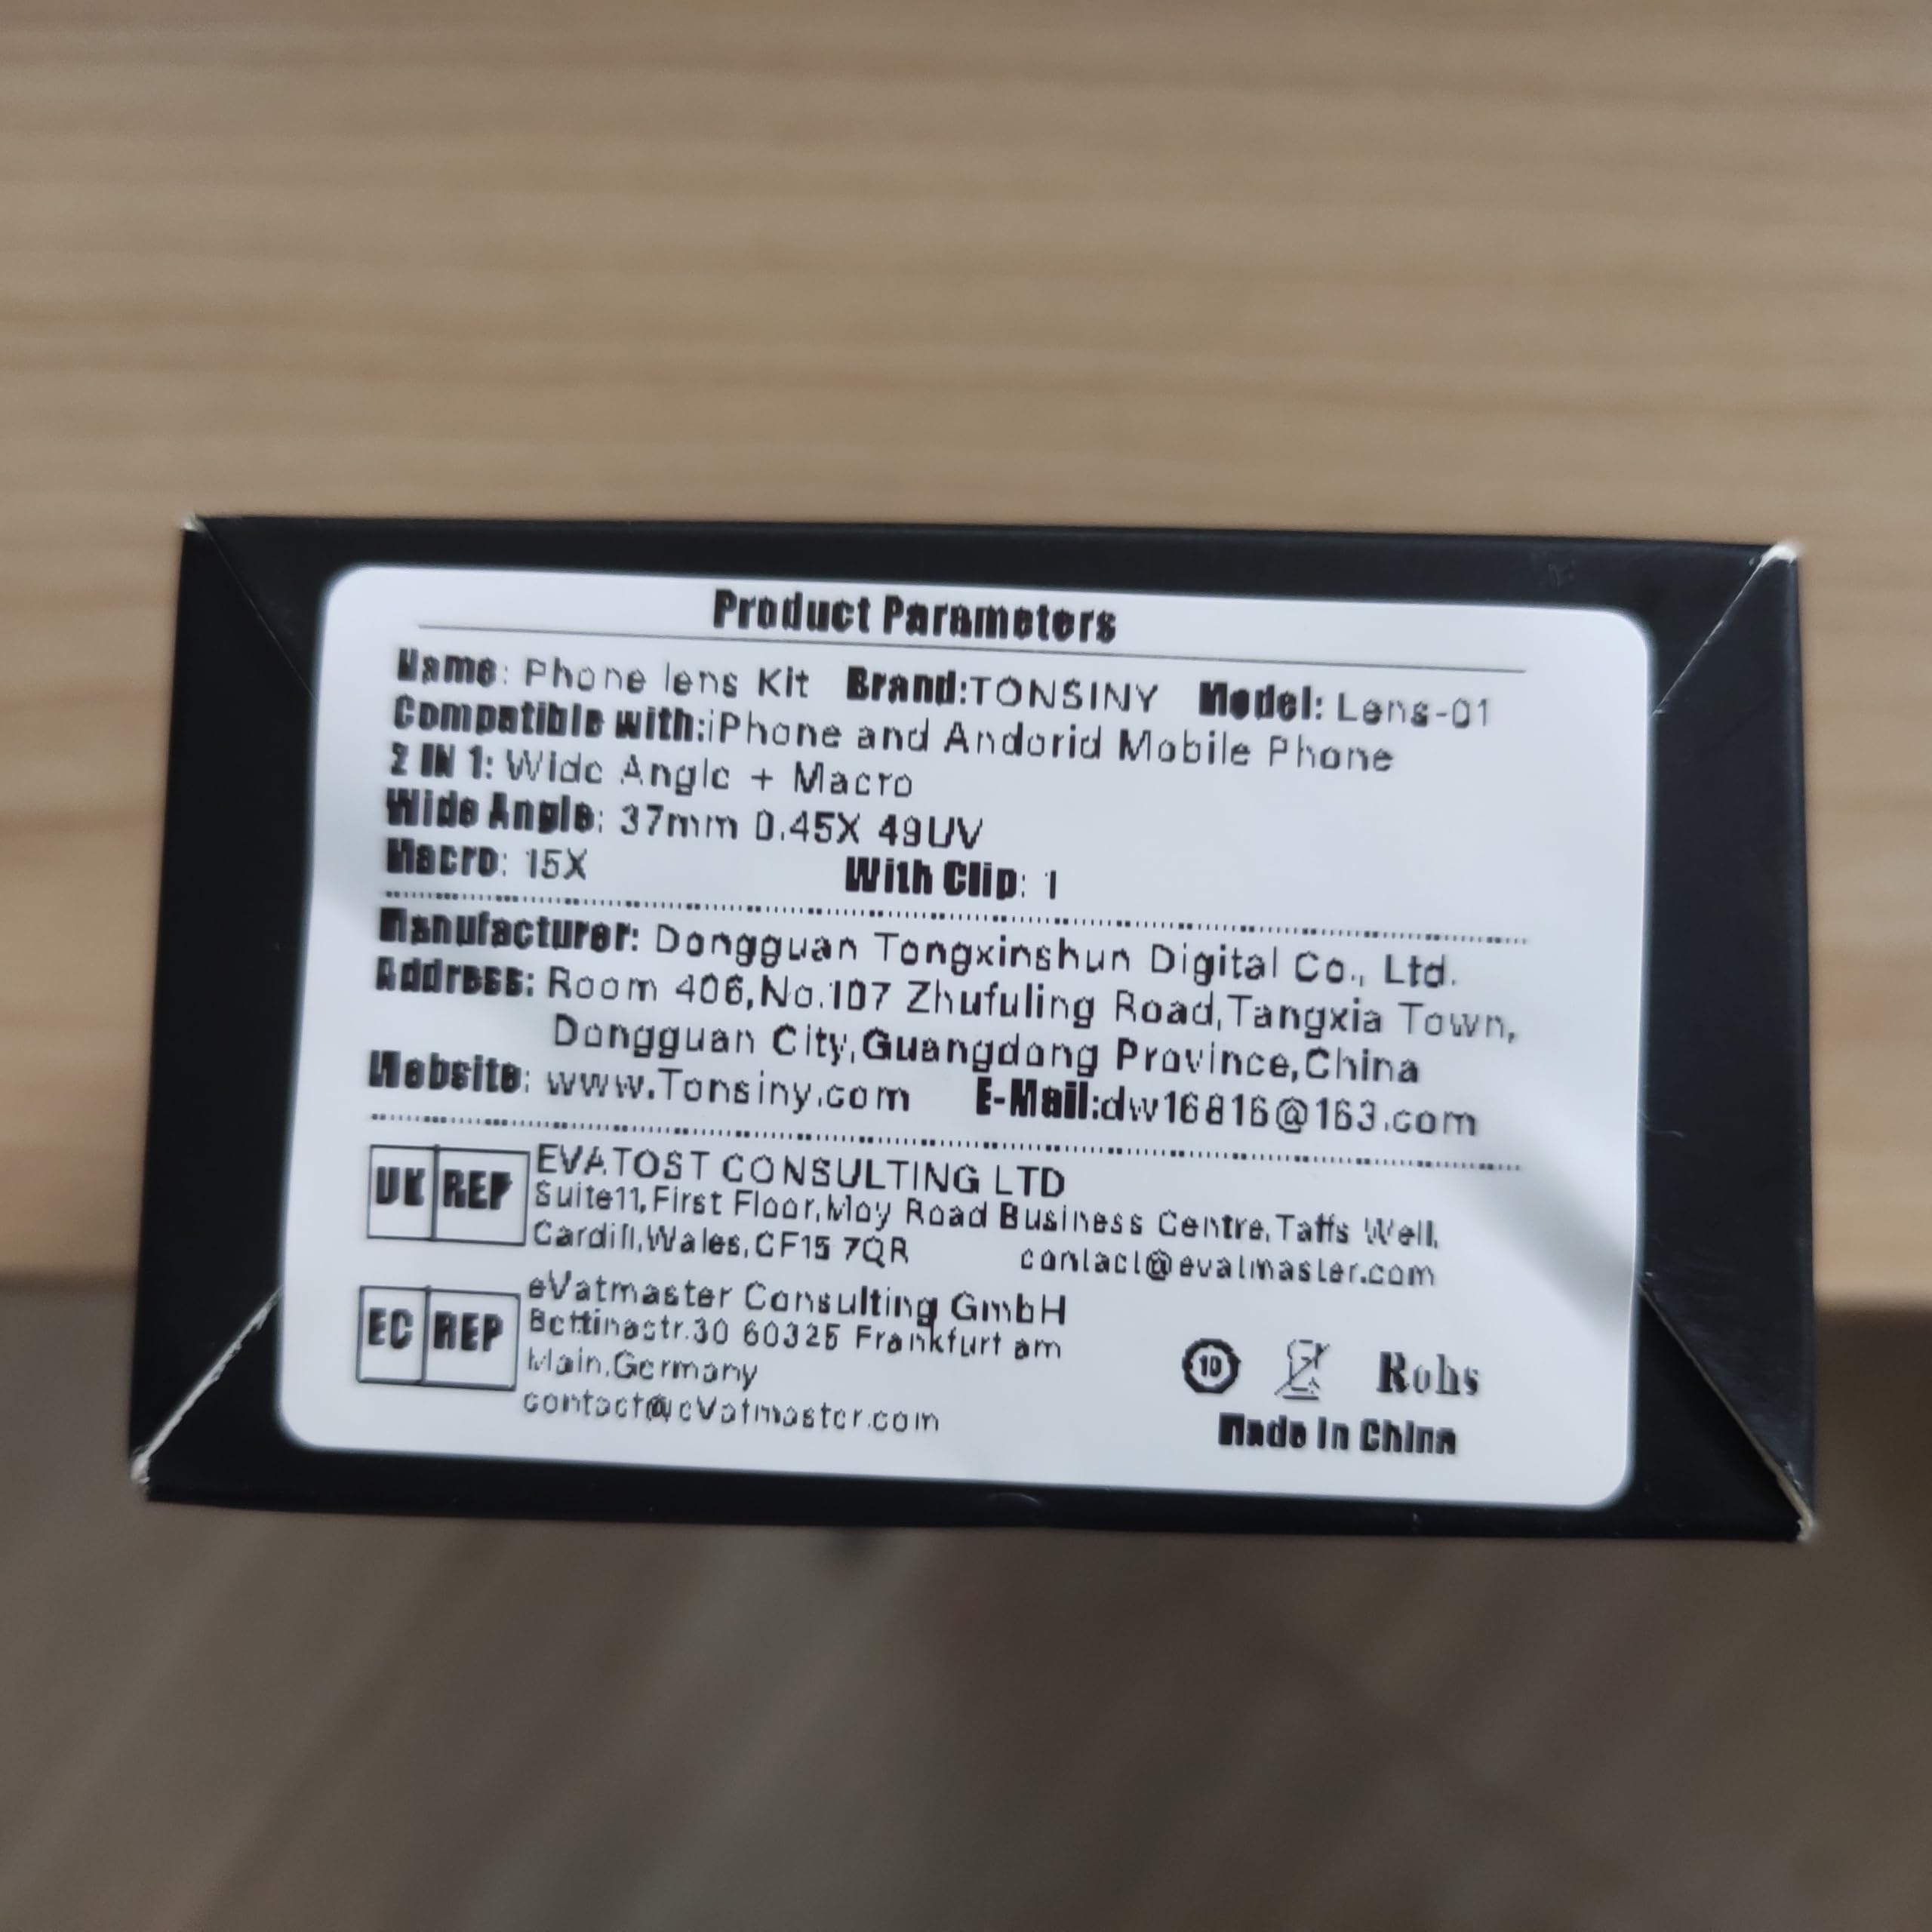 Product Parameters
Name: Phone lens Kit Brand:TONSINY Model: Lens-01
Compatible with:iPhone and Andorid Mobile Phone
2 IN 1: Wide Angle + Macro
Wide Angle: 37mm 0.45X 49UV
Macro: 15X With Clip: 1
Manufacturer: Dongguan Tongxinshun Digital Co., Ltd.
Address: Room 406,No.107 Zhufuling Road,Tangxia Town,
Dongguan City,Guangdong Province,China
Website: www.Tonsiny.com E-Mail:dw16816@163.com
UK REP EVATOST CONSULTING LTD
Suite11,First Floor,Moy Road Business Centre,Taffs Well,
Cardiff,Wales,CF15 7QR contact@evatmaster.com
EC REP eVatmaster Consulting GmbH
Bettinastr.30 60325 Frankfurt am
Main,Germany
contact@eVatmaster.com
10 Rohs
Made In China